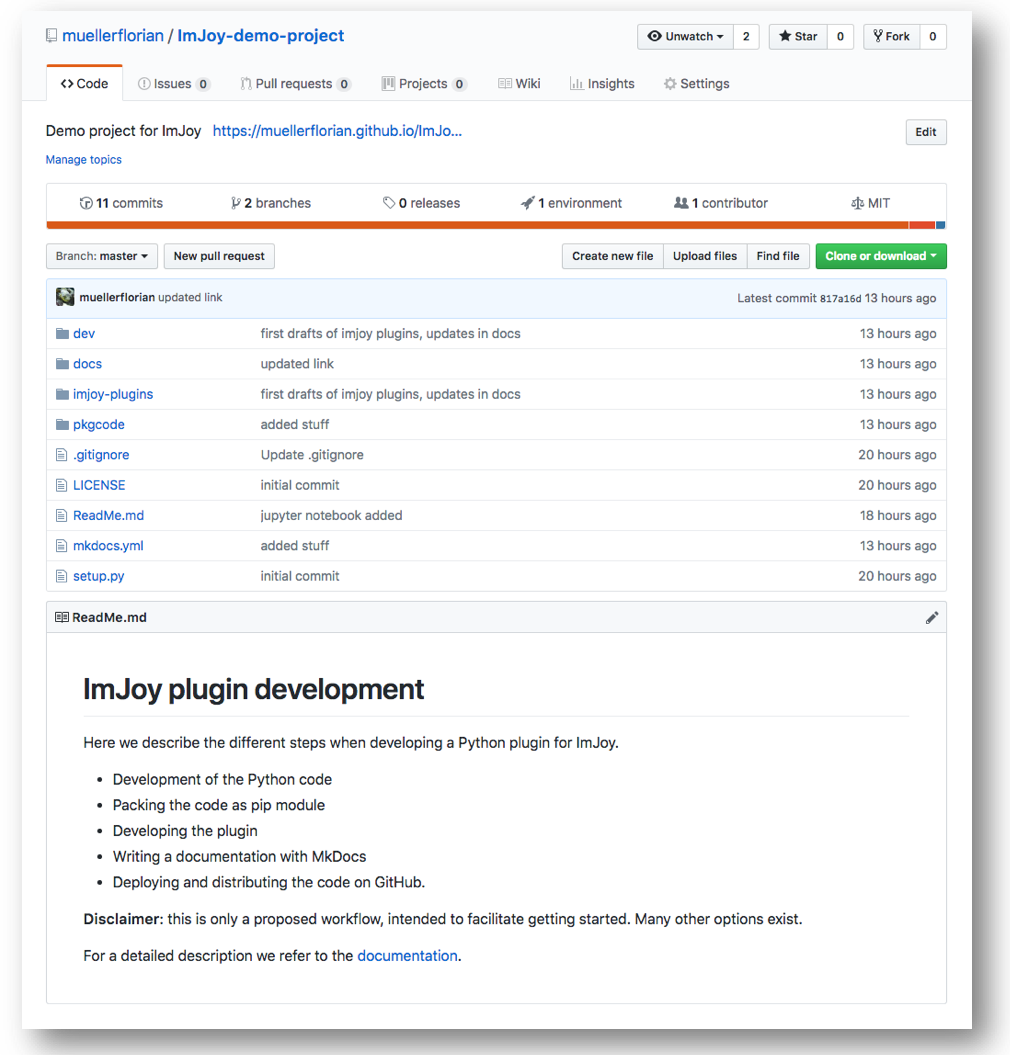 muellerflorian / ImJoy-demo-project Unwatch 2 Star 0 Fork 0
Code Issues 0 Pull requests 0 Projects 0 Wiki Insights Settings
Demo project for ImJoy https://muellerflorian.github.io/ImJo... Edit
Manage topics
11 commits 2 branches 0 releases 1 environment 1 contributor MIT
Branch: master New pull request Create new file Upload files Find file Clone or download
muellerflorian updated link Latest commit 817a16d 13 hours ago
dev first drafts of imjoy plugins, updates in docs 13 hours ago
docs updated link 13 hours ago
imjoy-plugins first drafts of imjoy plugins, updates in docs 13 hours ago
pkgcode added stuff 13 hours ago
.gitignore Update .gitignore 20 hours ago
LICENSE initial commit 20 hours ago
ReadMe.md jupyter notebook added 18 hours ago
mkdocs.yml added stuff 13 hours ago
setup.py initial commit 20 hours ago
ReadMe.md
ImJoy plugin development
Here we describe the different steps when developing a Python plugin for ImJoy.
• Development of the Python code
• Packing the code as pip module
• Developing the plugin
• Writing a documentation with MkDocs
• Deploying and distributing the code on GitHub.
Disclaimer: this is only a proposed workflow, intended to facilitate getting started. Many other options exist.
For a detailed description we refer to the documentation.